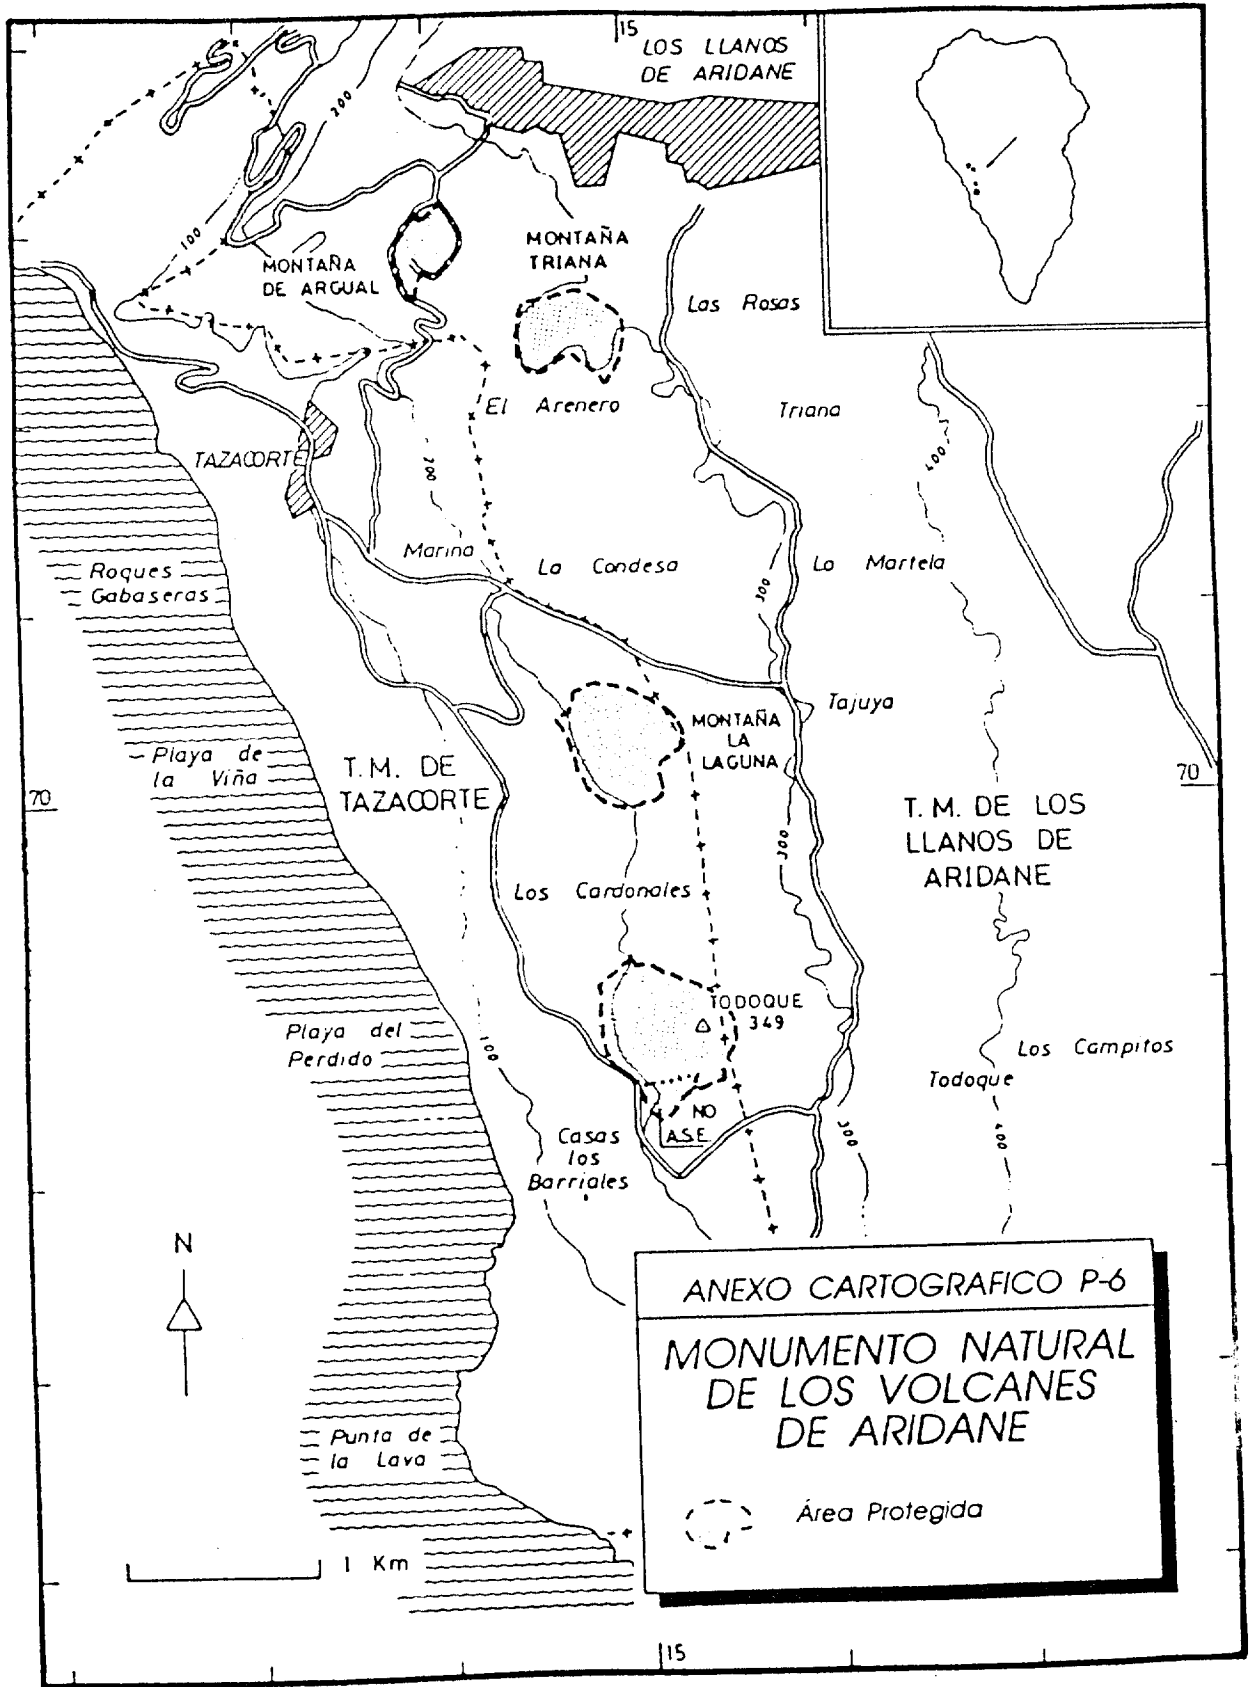 15
LOS LLANOS
DE ARIDANE
200
100
MONTAÑA
DE ARGUAL
MONTAÑA
TRIANA
Las Rosas
El Arenero
Triana
400
TAZACORTE
200
Marina
La Condesa
La Martela
300
Roques
Gabaseras
Tajuya
MONTAÑA
LA
LAGUNA
Playa de
la Viña
T.M. DE
TAZACORTE
70
70
T. M. DE LOS
LLANOS DE
ARIDANE
300
Los Cardonales
TODOQUE
349
Playa del
Perdido
100
Los Campitos
Todoque
NO
A.S.E.
300
400
Casas
los
Barriales
N
ANEXO CARTOGRAFICO P-6
MONUMENTO NATURAL
DE LOS VOLCANES
DE ARIDANE
Área Protegida
Punta de
la Lava
1 Km
15